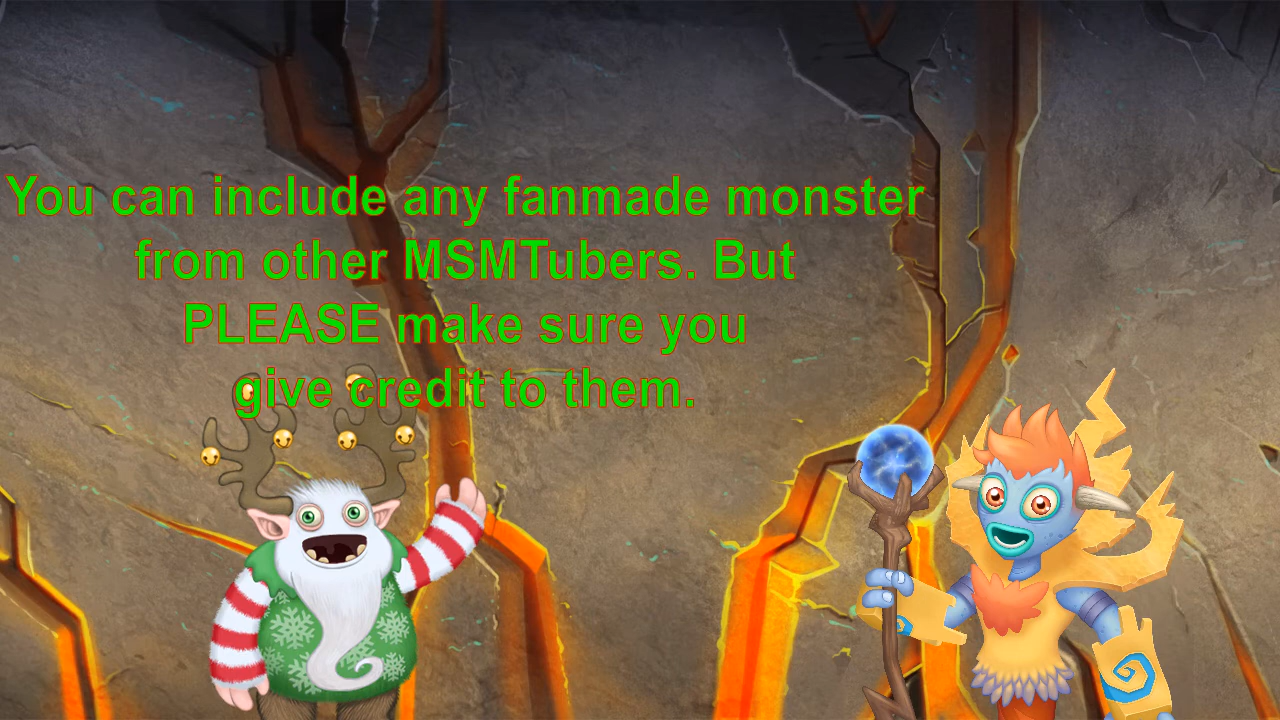 You can include any fanmade monster
from other MSMTubers. But
PLEASE make sure you
give credit to them.